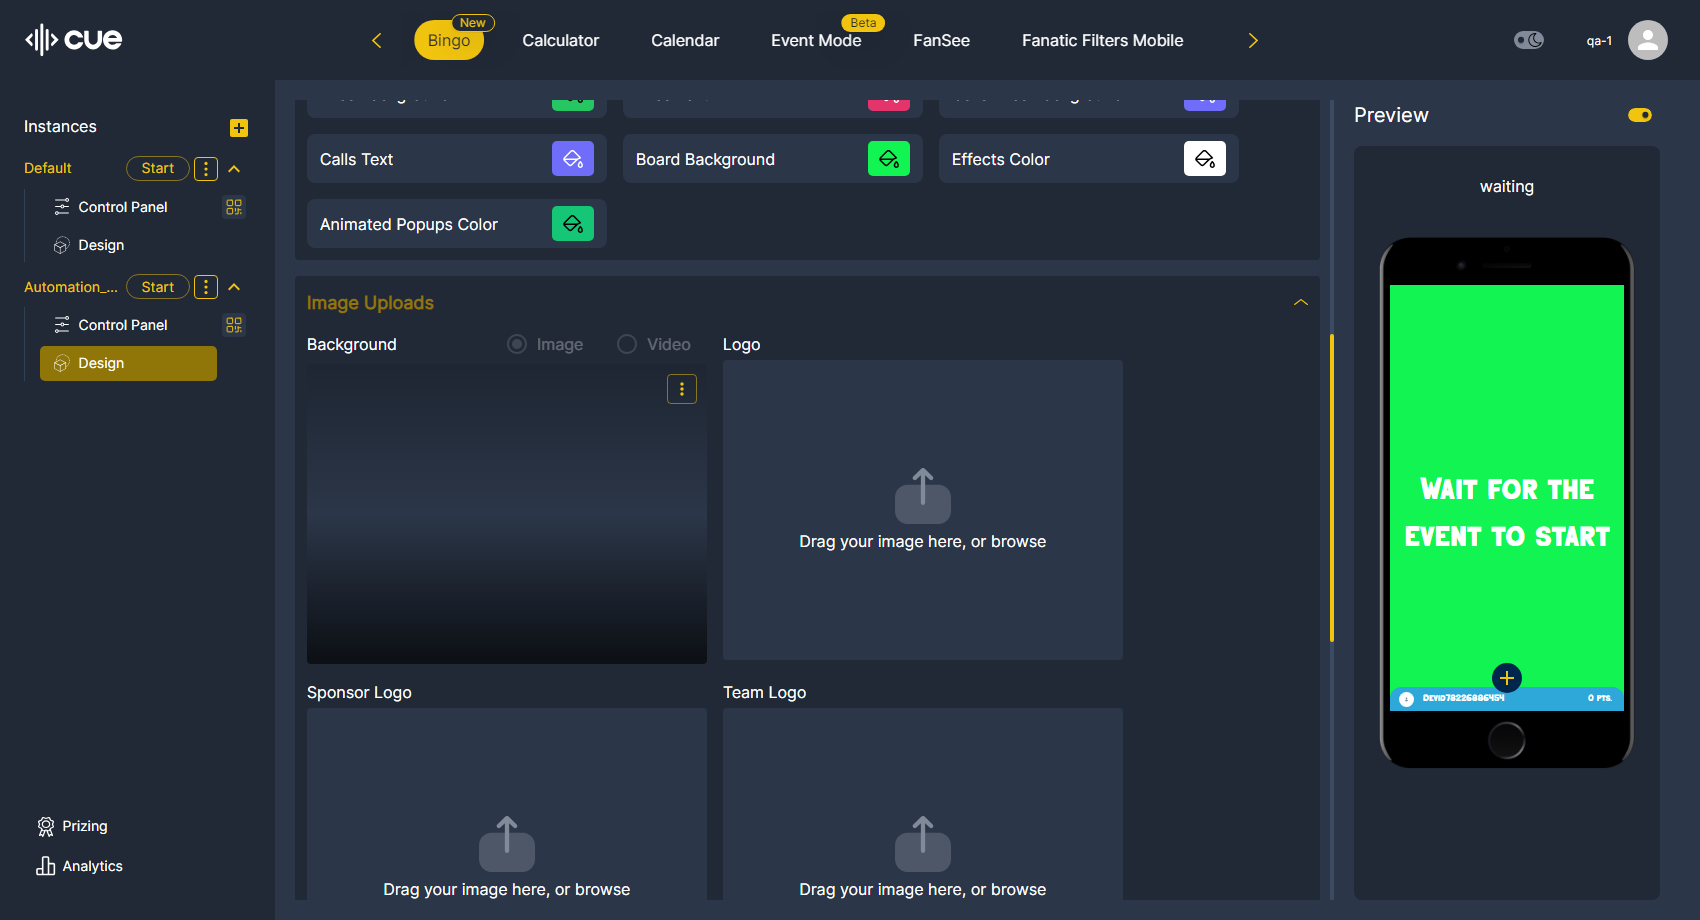 cue
Bingo
New
Calculator
Calendar
Event Mode
Beta
FanSee
Fanatic Filters Mobile
qa-1
Instances
Default
Start
Control Panel
Design
Automation_...
Start
Control Panel
Design
Prizing
Analytics
Calls Text
Board Background
Effects Color
Animated Popups Color
Image Uploads
Background
Image
Video
Logo
Drag your image here, or browse
Sponsor Logo
Team Logo
Drag your image here, or browse
Drag your image here, or browse
Preview
waiting
Wait for the
event to start
Devid78226886454
0 pts.